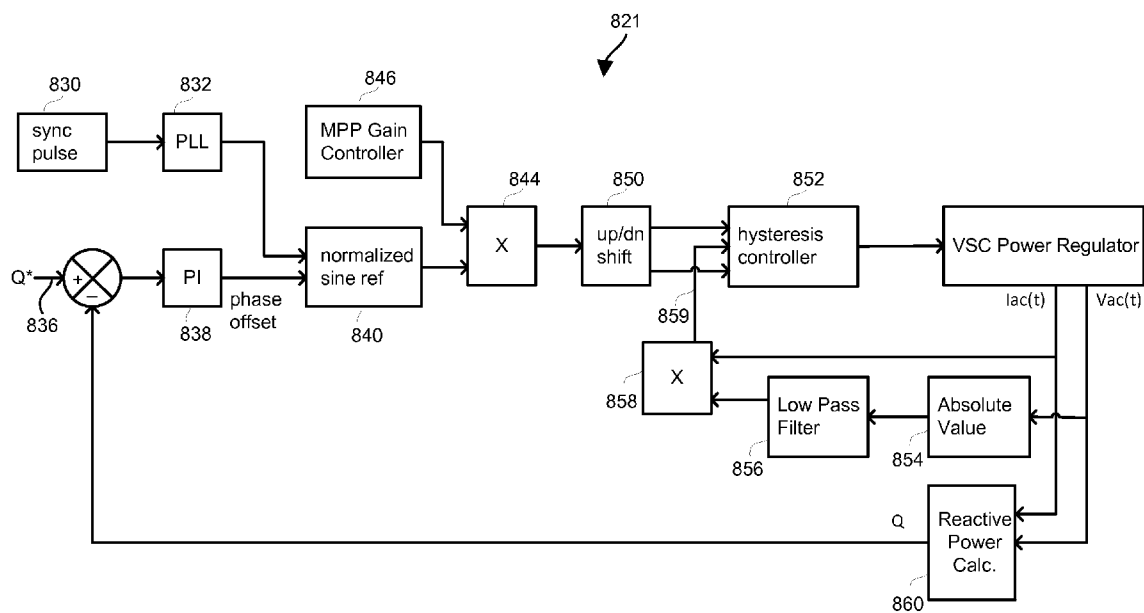 821
830
832
846
sync
pulse
PLL
MPP Gain
Controller
844
850
852
X
up/dn
shift
hysteresis
controller
VSC Power Regulator
normalized
sine ref
Q*
+
–
PI
phase
offset
836
838
840
859
Iac(t)
Vac(t)
X
858
Low Pass
Filter
856
Absolute
Value
854
Q
Reactive
Power
Calc.
860